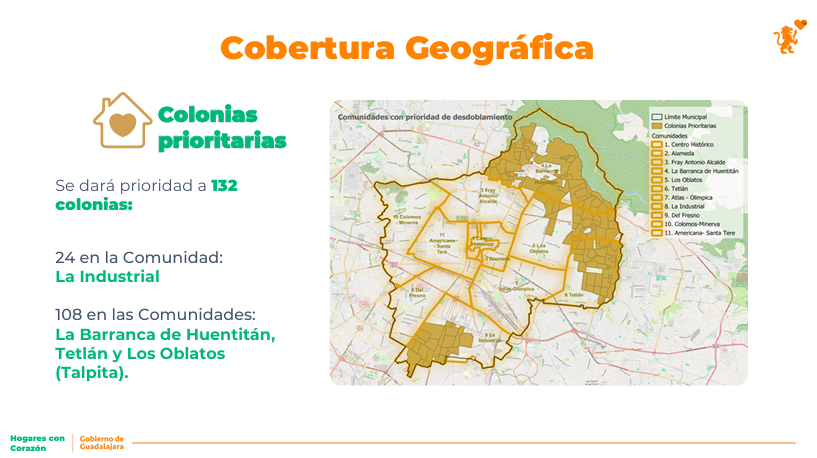 Cobertura Geográfica
Colonias
prioritarias
Se dará prioridad a 132
colonias:
24 en la Comunidad:
La Industrial
108 en las Comunidades:
La Barranca de Huentitán,
Tetlán y Los Oblatos
(Talpita).
Comunidades con prioridad de desdoblamiento
Límite Municipal
Colonias Prioritarias
Comunidades
1. Centro Histórico
2. Alameda
3. Fray Antonio Alcalde
4. La Barranca de Huentitán
5. Los Oblatos
6. Tetlán
7. Atlas - Olímpica
8. La Industrial
9. Del Fresno
10. Colomos-Minerva
11. Americana- Santa Tere
4 La
Barranca
de
Huentitán
3 Fray
Antonio
Alcalde
10 Colomos
- Minerva
11
Americana
- Santa
Tere
1 Centro
Histórico
5 Los
Oblatos
2 Alameda
7
Atlas Olímpica
9 Del
Fresno
6 Tetlán
8 La
Industrial
Hogares con
Corazón
Gobierno de
Guadalajara